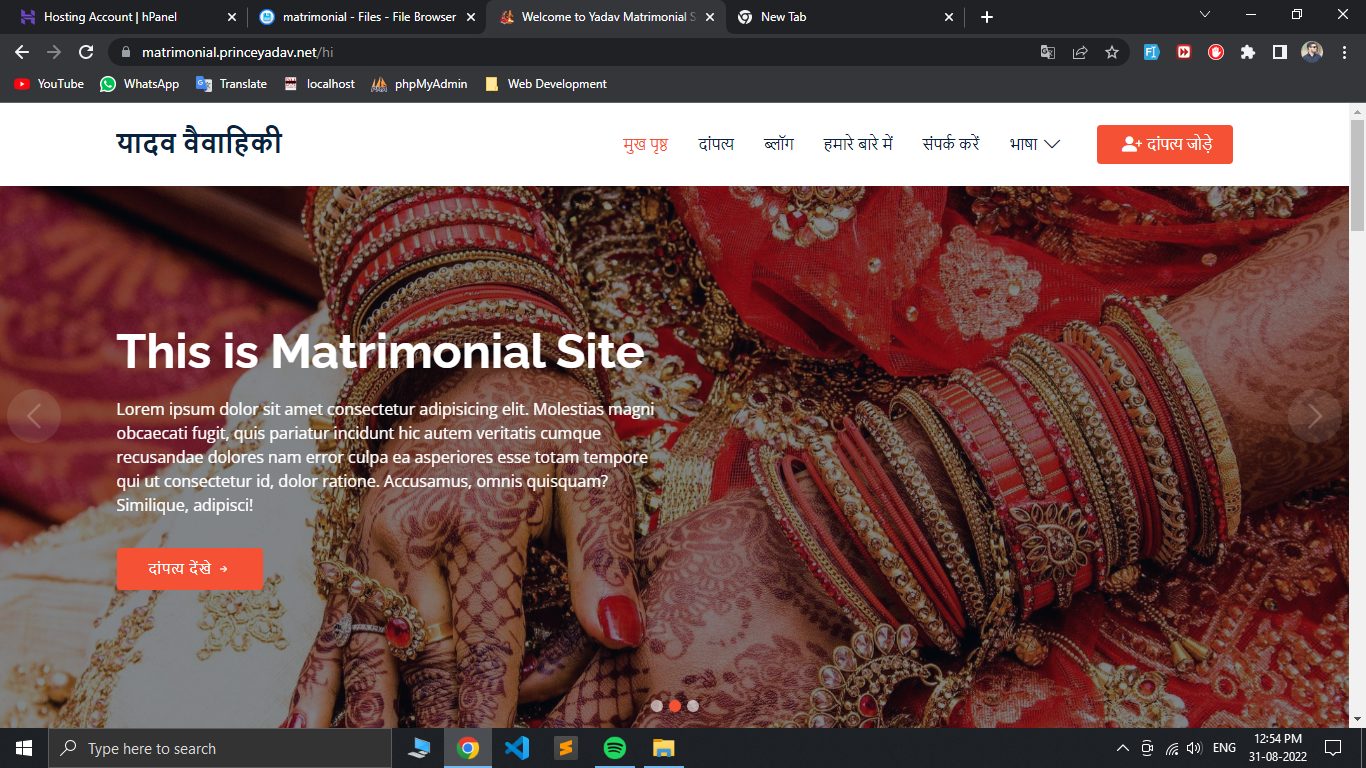 Hosting Account | hPanel
matrimonial - Files - File Browser
Welcome to Yadav Matrimonial S
New Tab
matrimonial.princeyadav.net/hi
YouTube
WhatsApp
Translate
localhost
phpMyAdmin
Web Development
यादव वैवाहिकी
मुख पृष्ठ
दांपत्य
ब्लॉग
हमारे बारे में
संपर्क करें
भाषा
दांपत्य जोड़े
This is Matrimonial Site
Lorem ipsum dolor sit amet consectetur adipisicing elit. Molestias magni
obcaecati fugit, quis pariatur incidunt hic autem veritatis cumque
recusandae dolores nam error culpa ea asperiores esse totam tempore
qui ut consectetur id, dolor ratione. Accusamus, omnis quisquam?
Similique, adipisci!
दांपत्य देंखे →
Type here to search
ENG
12:54 PM
31-08-2022